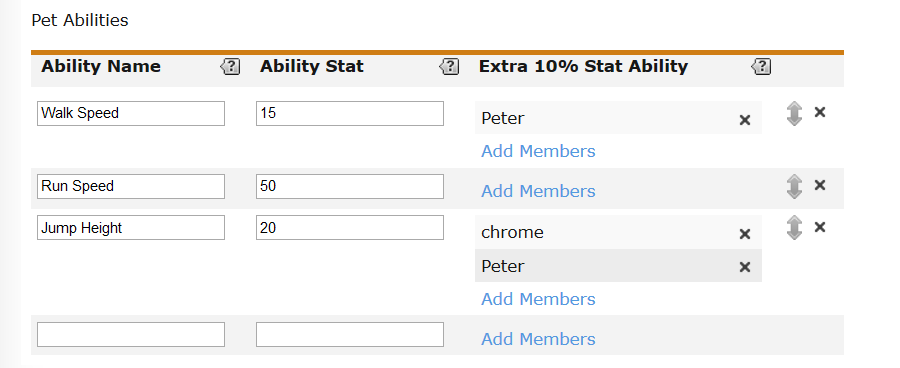 Pet Abilities
Ability Name ? Ability Stat ? Extra 10% Stat Ability ?
Walk Speed 15 Peter
Add Members
Run Speed 50 Add Members
Jump Height 20 chrome
Peter
Add Members
Add Members